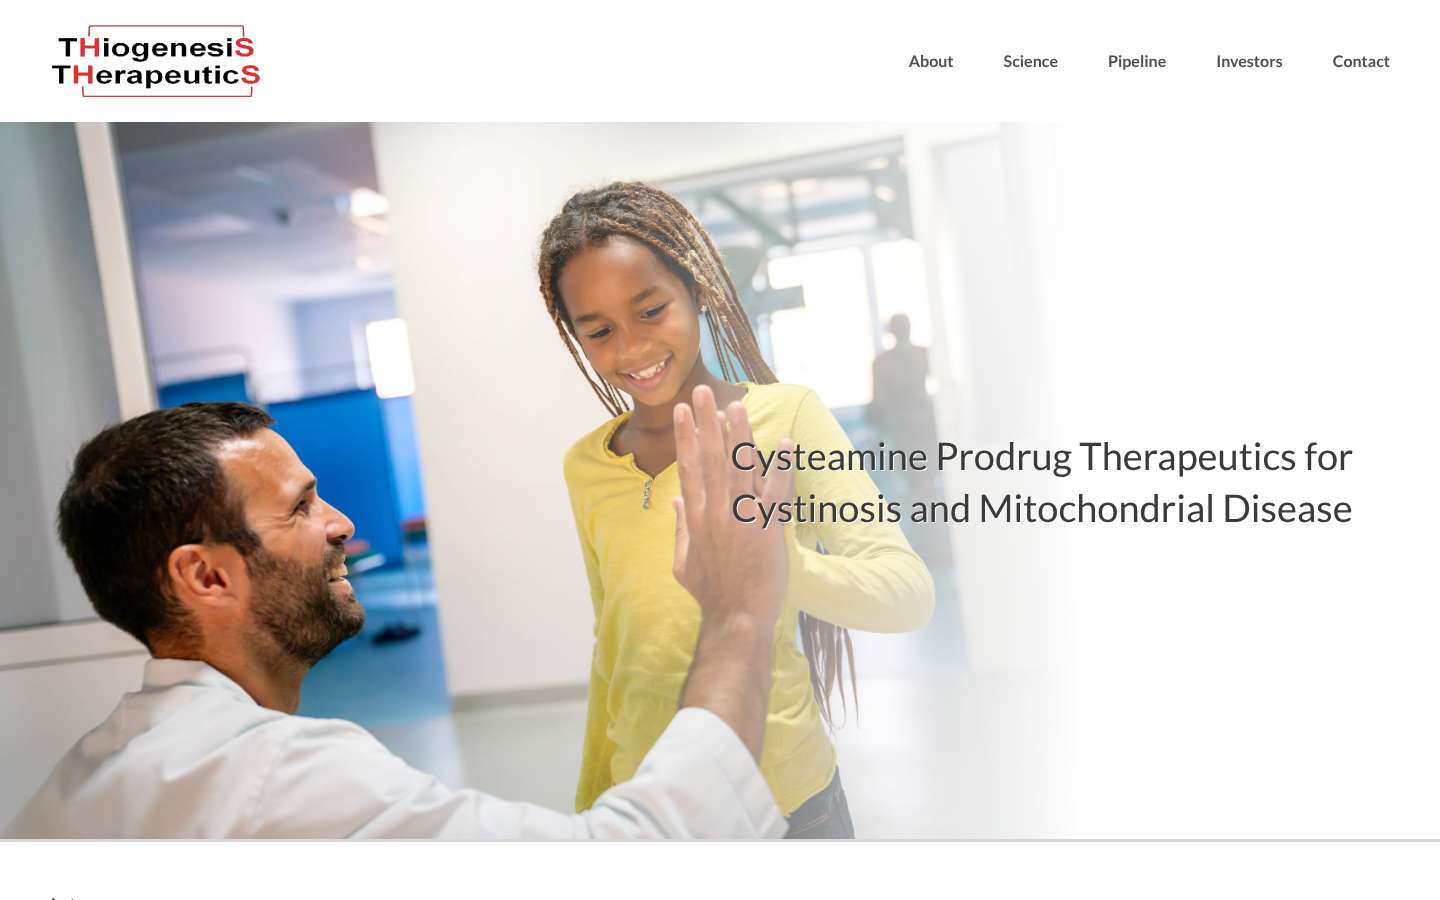 THiogenesiS
THerapeuticS
About
Science
Pipeline
Investors
Contact
Cysteamine Prodrug Therapeutics for
Cystinosis and Mitochondrial Disease